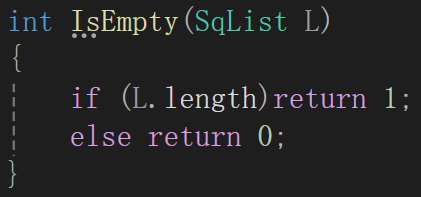 int IsEmpty(SqList L)
{
if (L.length)return 1;
else return 0;
}